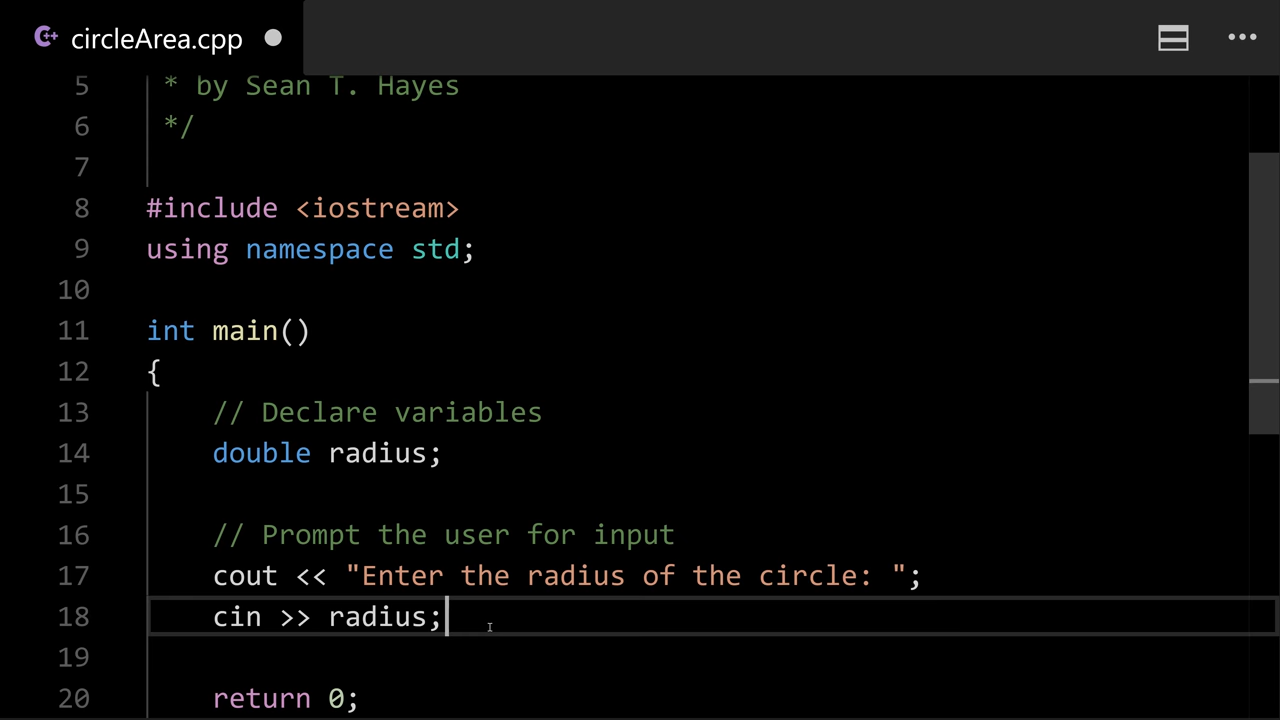 circleArea.cpp
5 * by Sean T. Hayes
6 */
7
8 #include <iostream>
9 using namespace std;
10
11 int main()
12 {
13 // Declare variables
14 double radius;
15
16 // Prompt the user for input
17 cout << "Enter the radius of the circle: ";
18 cin >> radius;
19
20 return 0;